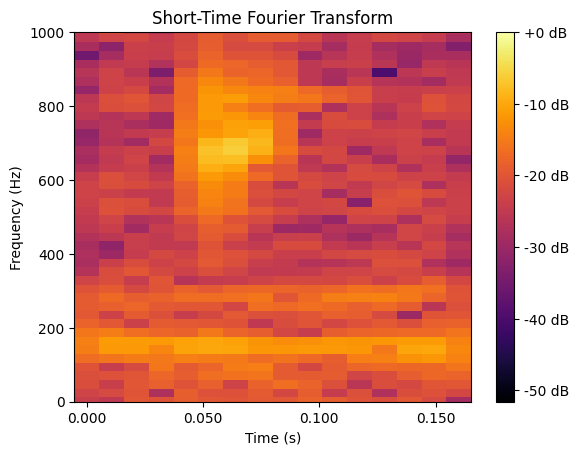 Short-Time Fourier Transform
1000
800
600
400
200
0
Frequency (Hz)
0.000
0.050
0.100
0.150
Time (s)
+0 dB
-10 dB
-20 dB
-30 dB
-40 dB
-50 dB